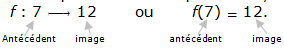 f : 7 ⟶ 12 ou f(7) = 12.
Antécédent image antécédent image